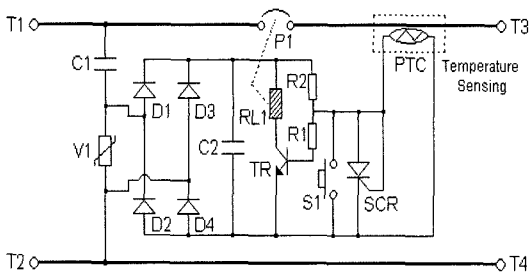 T1
P1
T3
C1
PTC
Temperature
Sensing
D1
D3
R2
RL1
V1
C2
R1
TR
S1
SCR
D2
D4
T2
T4